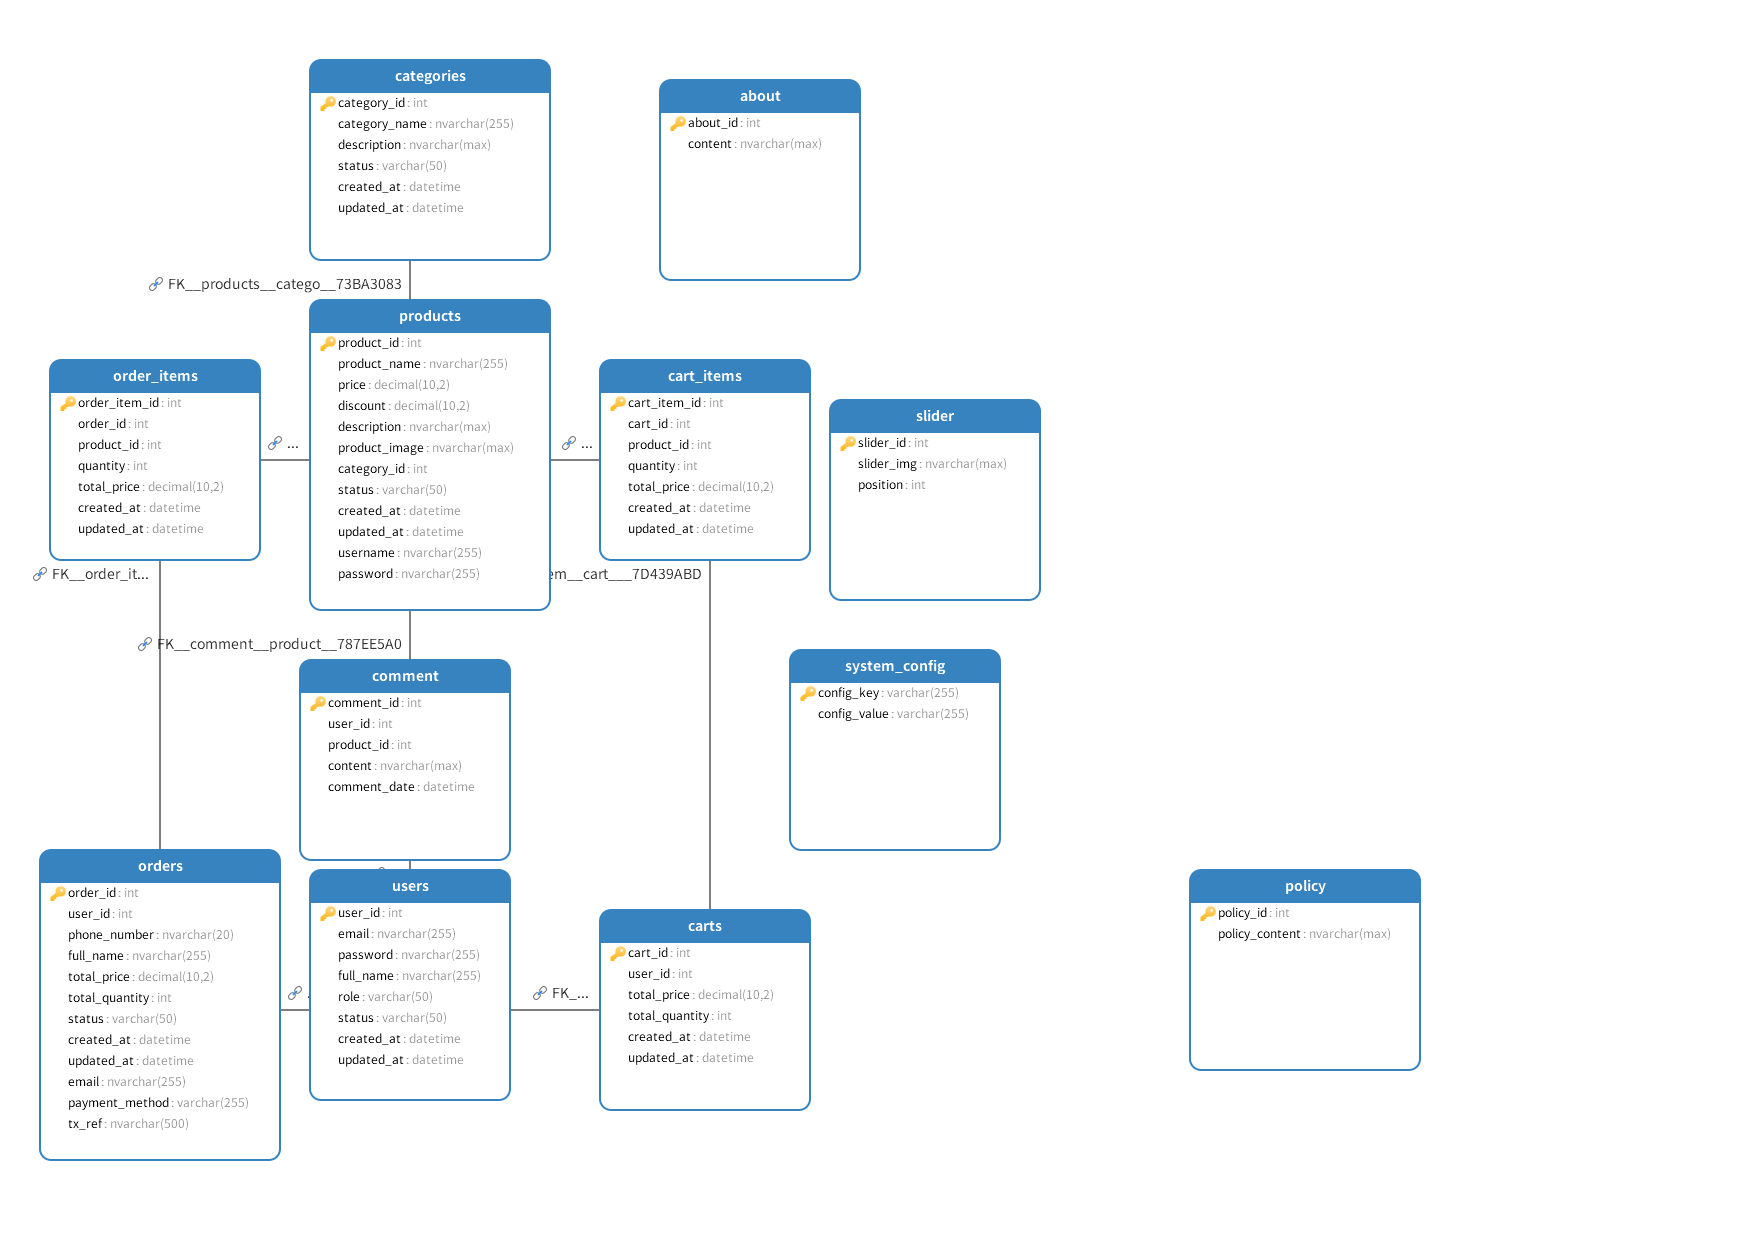 categories
category_id : int
category_name : nvarchar(255)
description : nvarchar(max)
status : varchar(50)
created_at : datetime
updated_at : datetime
about
about_id : int
content : nvarchar(max)
FK__products__catego__73BA3083
products
product_id : int
product_name : nvarchar(255)
price : decimal(10,2)
discount : decimal(10,2)
description : nvarchar(max)
product_image : nvarchar(max)
category_id : int
status : varchar(50)
created_at : datetime
updated_at : datetime
username : nvarchar(255)
password : nvarchar(255)
order_items
order_item_id : int
order_id : int
product_id : int
quantity : int
total_price : decimal(10,2)
created_at : datetime
updated_at : datetime
...
...
cart_items
cart_item_id : int
cart_id : int
product_id : int
quantity : int
total_price : decimal(10,2)
created_at : datetime
updated_at : datetime
slider
slider_id : int
slider_img : nvarchar(max)
position : int
FK__order_it...
em__cart___7D439ABD
FK__comment__product__787EE5A0
comment
comment_id : int
user_id : int
product_id : int
content : nvarchar(max)
comment_date : datetime
system_config
config_key : varchar(255)
config_value : varchar(255)
orders
order_id : int
user_id : int
phone_number : nvarchar(20)
full_name : nvarchar(255)
total_price : decimal(10,2)
total_quantity : int
status : varchar(50)
created_at : datetime
updated_at : datetime
email : nvarchar(255)
payment_method : varchar(255)
tx_ref : nvarchar(500)
users
user_id : int
email : nvarchar(255)
password : nvarchar(255)
full_name : nvarchar(255)
role : varchar(50)
status : varchar(50)
created_at : datetime
updated_at : datetime
FK_...
carts
cart_id : int
user_id : int
total_price : decimal(10,2)
total_quantity : int
created_at : datetime
updated_at : datetime
policy
policy_id : int
policy_content : nvarchar(max)